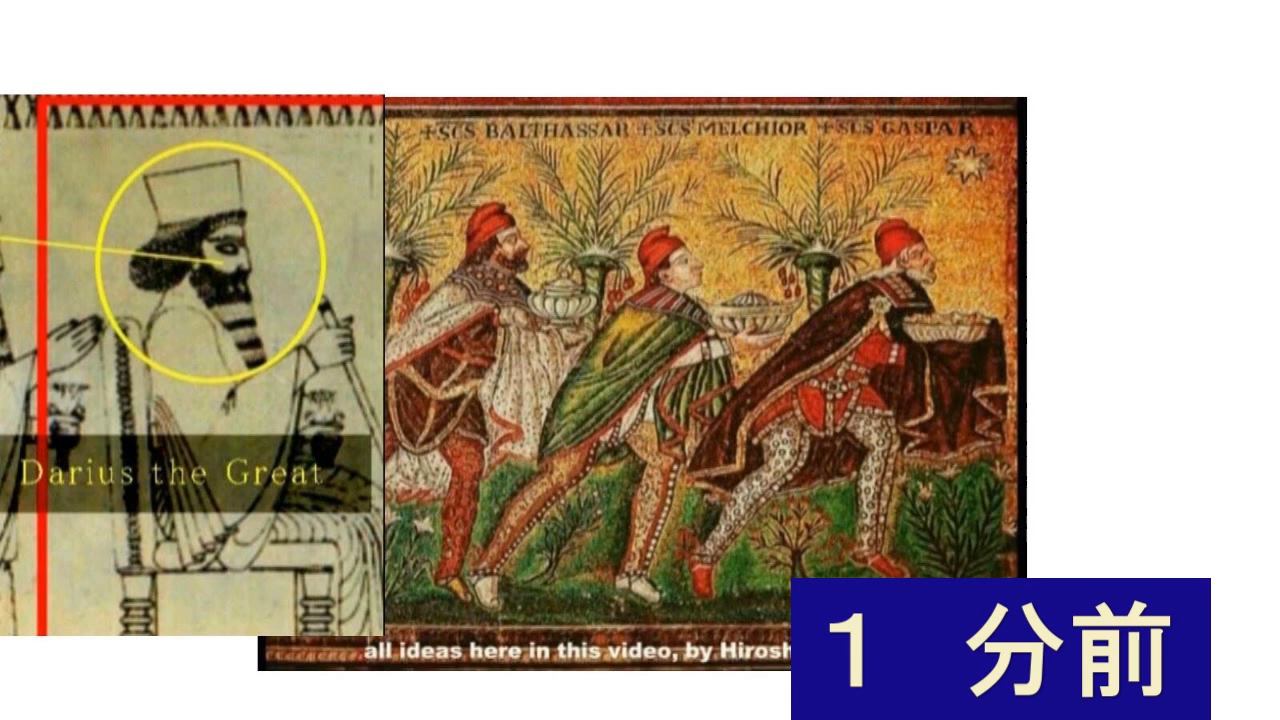 +SCS BALTHASSAR +SCS MELCHIOR +SCS GASPAR
Darius the Great
all ideas here in this video, by
1 分前